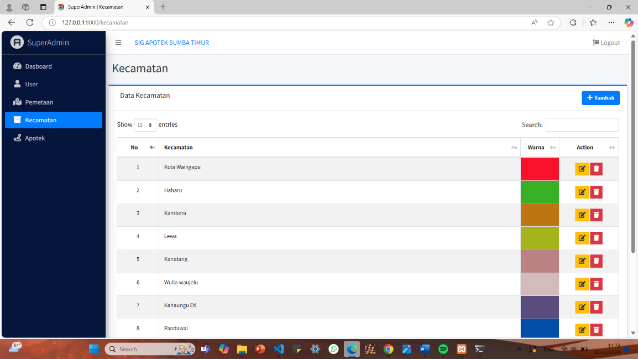 SuperAdmin | Kecamatan
127.0.0.1:8000/kecamatan
SuperAdmin
SIG APOTEK SUMBA TIMUR
Logout
Dasboard
User
Pemetaan
Kecamatan
Apotek
Kecamatan
Data Kecamatan
Tambah
Show 10 entries
Search:
No Kecamatan Warna Action
1 Kota Waingapu
2 Haharu
3 Kambera
4 Lewa
5 Kanatang
6 Wulla waijelu
7 Kahaungu Eti
8 Pandawai
Search